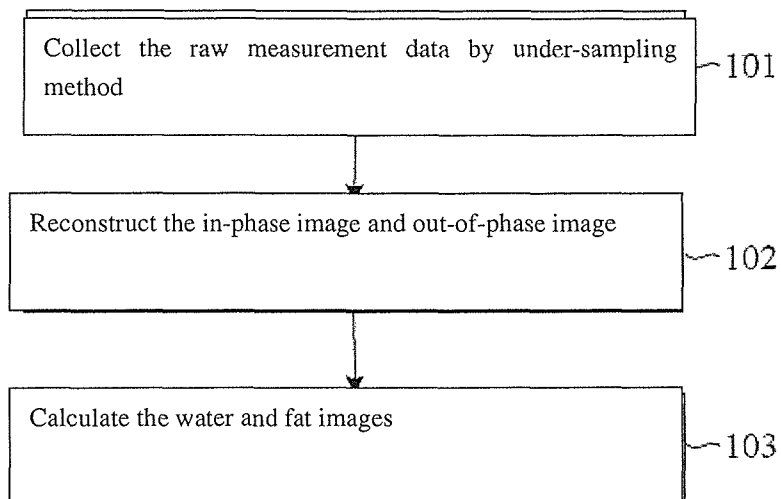 Collect the raw measurement data by under-sampling
method
101
Reconstruct the in-phase image and out-of-phase image
102
Calculate the water and fat images
103